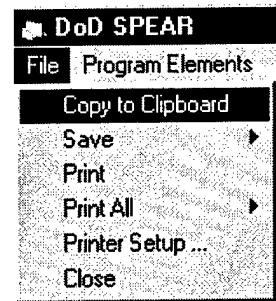 DoD SPEAR
File Program Elements
Copy to Clipboard
Save
Print
Print All
Printer Setup ...
Close